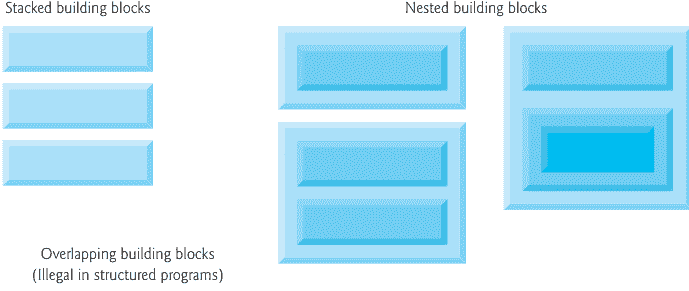 Stacked building blocks
Nested building blocks
Overlapping building blocks
(Illegal in structured programs)